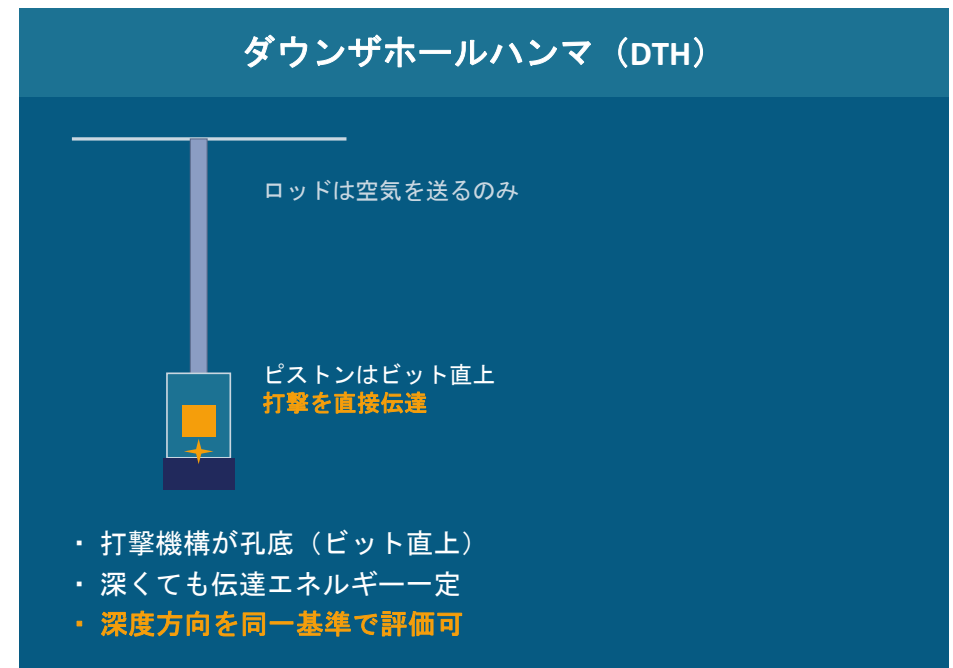 ダウンザホールハンマ（DTH）
ロッドは空気を送るのみ
ピストンはビット直上
打撃を直接伝達
・ 打撃機構が孔底（ビット直上）
・ 深くても伝達エネルギー一定
・ 深度方向を同一基準で評価可